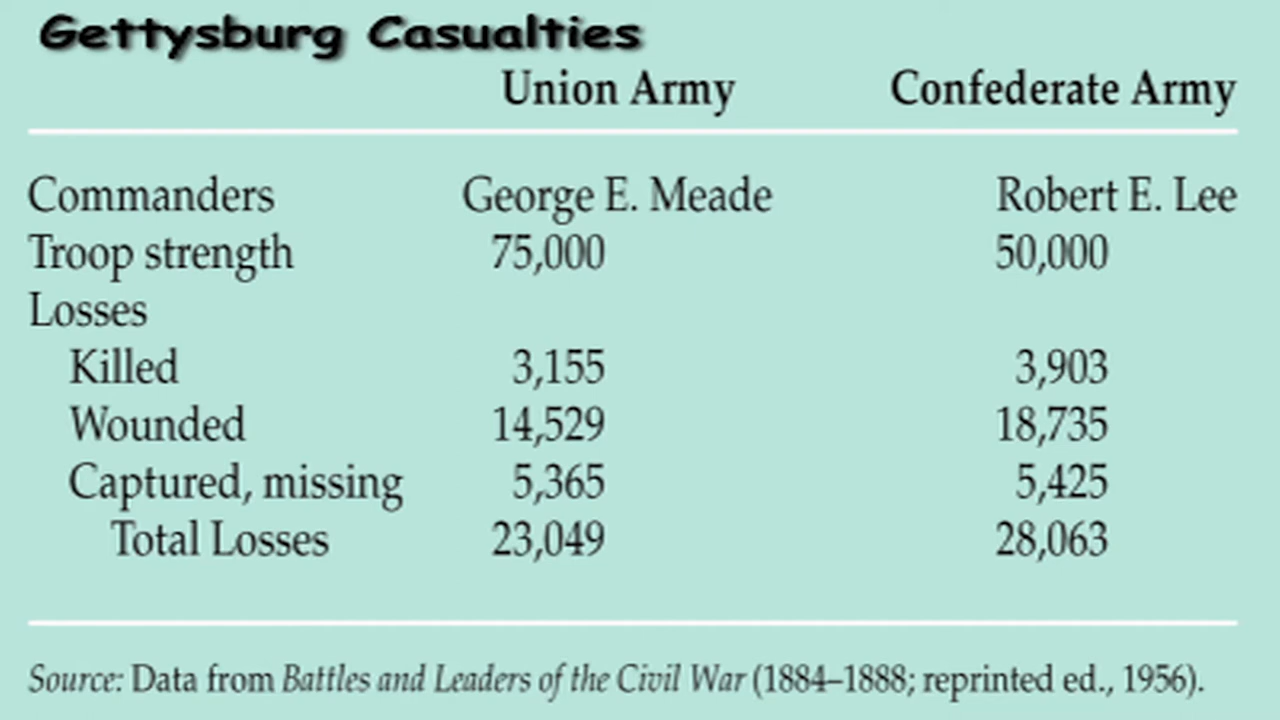 Gettysburg Casualties
Union Army Confederate Army
Commanders George E. Meade Robert E. Lee
Troop strength 75,000 50,000
Losses
Killed 3,155 3,903
Wounded 14,529 18,735
Captured, missing 5,365 5,425
Total Losses 23,049 28,063
Source: Data from Battles and Leaders of the Civil War (1884–1888; reprinted ed., 1956).